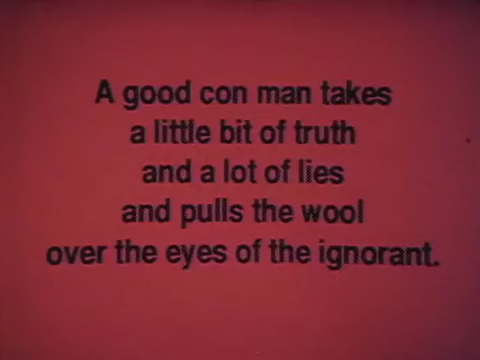 A good con man takes
a little bit of truth
and a lot of lies
and pulls the wool
over the eyes of the ignorant.